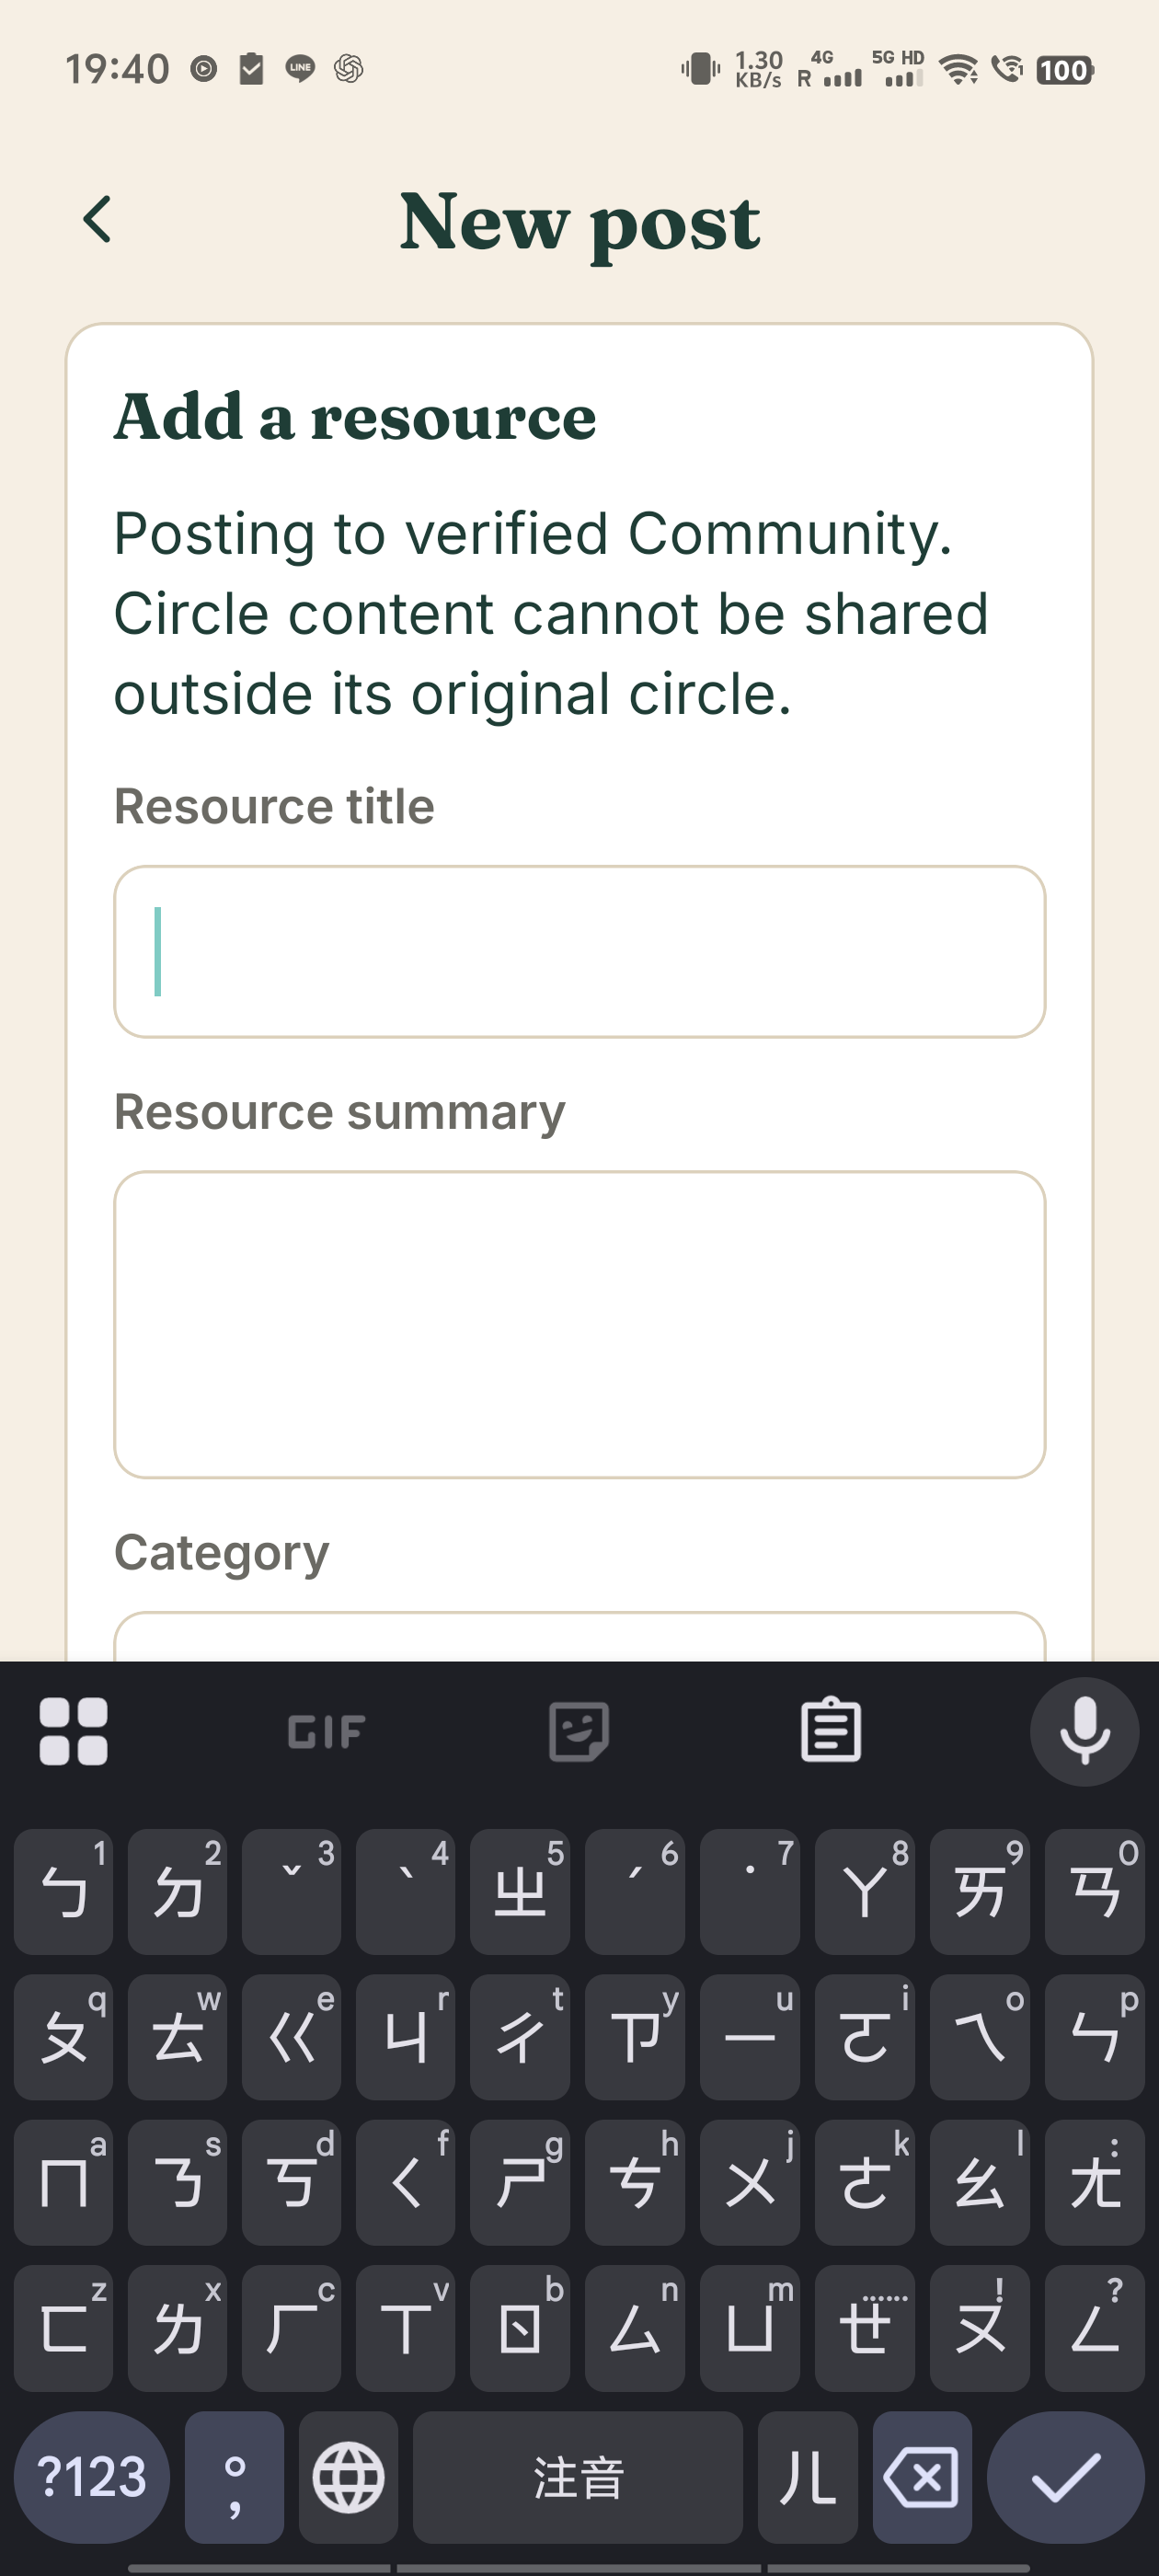 19:40 LINE 1.30 KB/s R 4G 5G HD 100
New post
Add a resource
Posting to verified Community.
Circle content cannot be shared
outside its original circle.
Resource title
Resource summary
Category
GIF
ㄅ 1 ㄉ 2 ˇ 3 ˋ 4 ㄓ 5 ˊ 6 ˙ 7 ㄚ 8 ㄞ 9 ㄢ 0
ㄆ q ㄊ w ㄍ e ㄐ r ㄔ t ㄗ y ㄧ u ㄛ i ㄟ o ㄣ p
ㄇ a ㄋ s ㄎ d ㄑ f ㄕ g ㄘ h ㄨ j ㄜ k ㄠ l ㄤ :
ㄈ z ㄌ x ㄏ c ㄒ v ㄖ b ㄙ n ㄩ m ㄝ …… ㄡ ! ㄥ ?
?123 ° , 注音 ㄦ